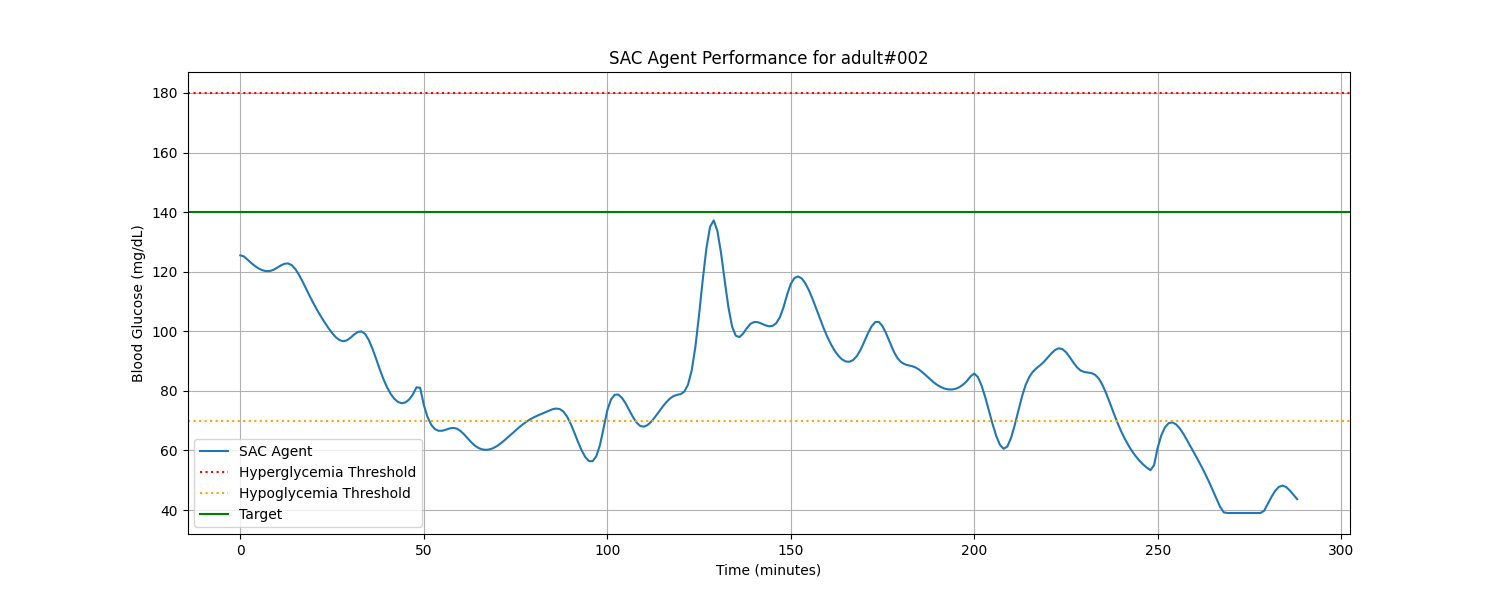 SAC Agent Performance for adult#002
Blood Glucose (mg/dL)
180
160
140
120
100
80
60
40
SAC Agent
Hyperglycemia Threshold
Hypoglycemia Threshold
Target
0 50 100 150 200 250 300
Time (minutes)